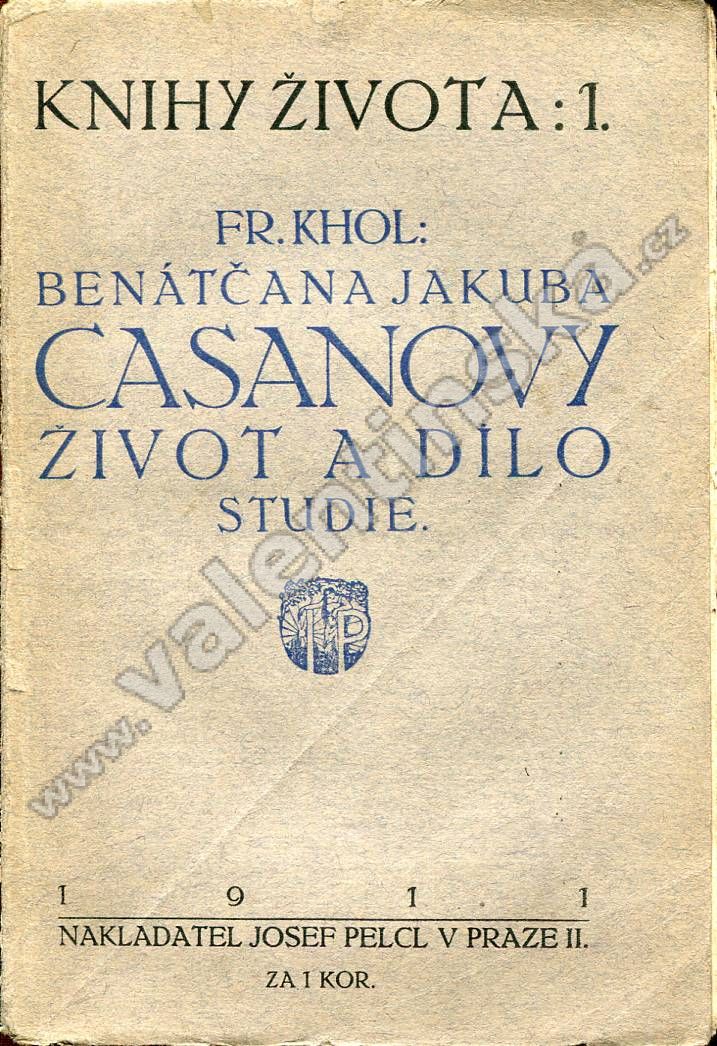 KNIHY ŽIVOTA : 1.
FR. KHOL:
BENÁTČANA JAKUBA
CASANOVY
ŽIVOT A DÍLO
STUDIE.
JP
1 9 1 1
NAKLADATEL JOSEF PELCL V PRAZE II.
ZA 1 KOR.
www.valentinska.cz